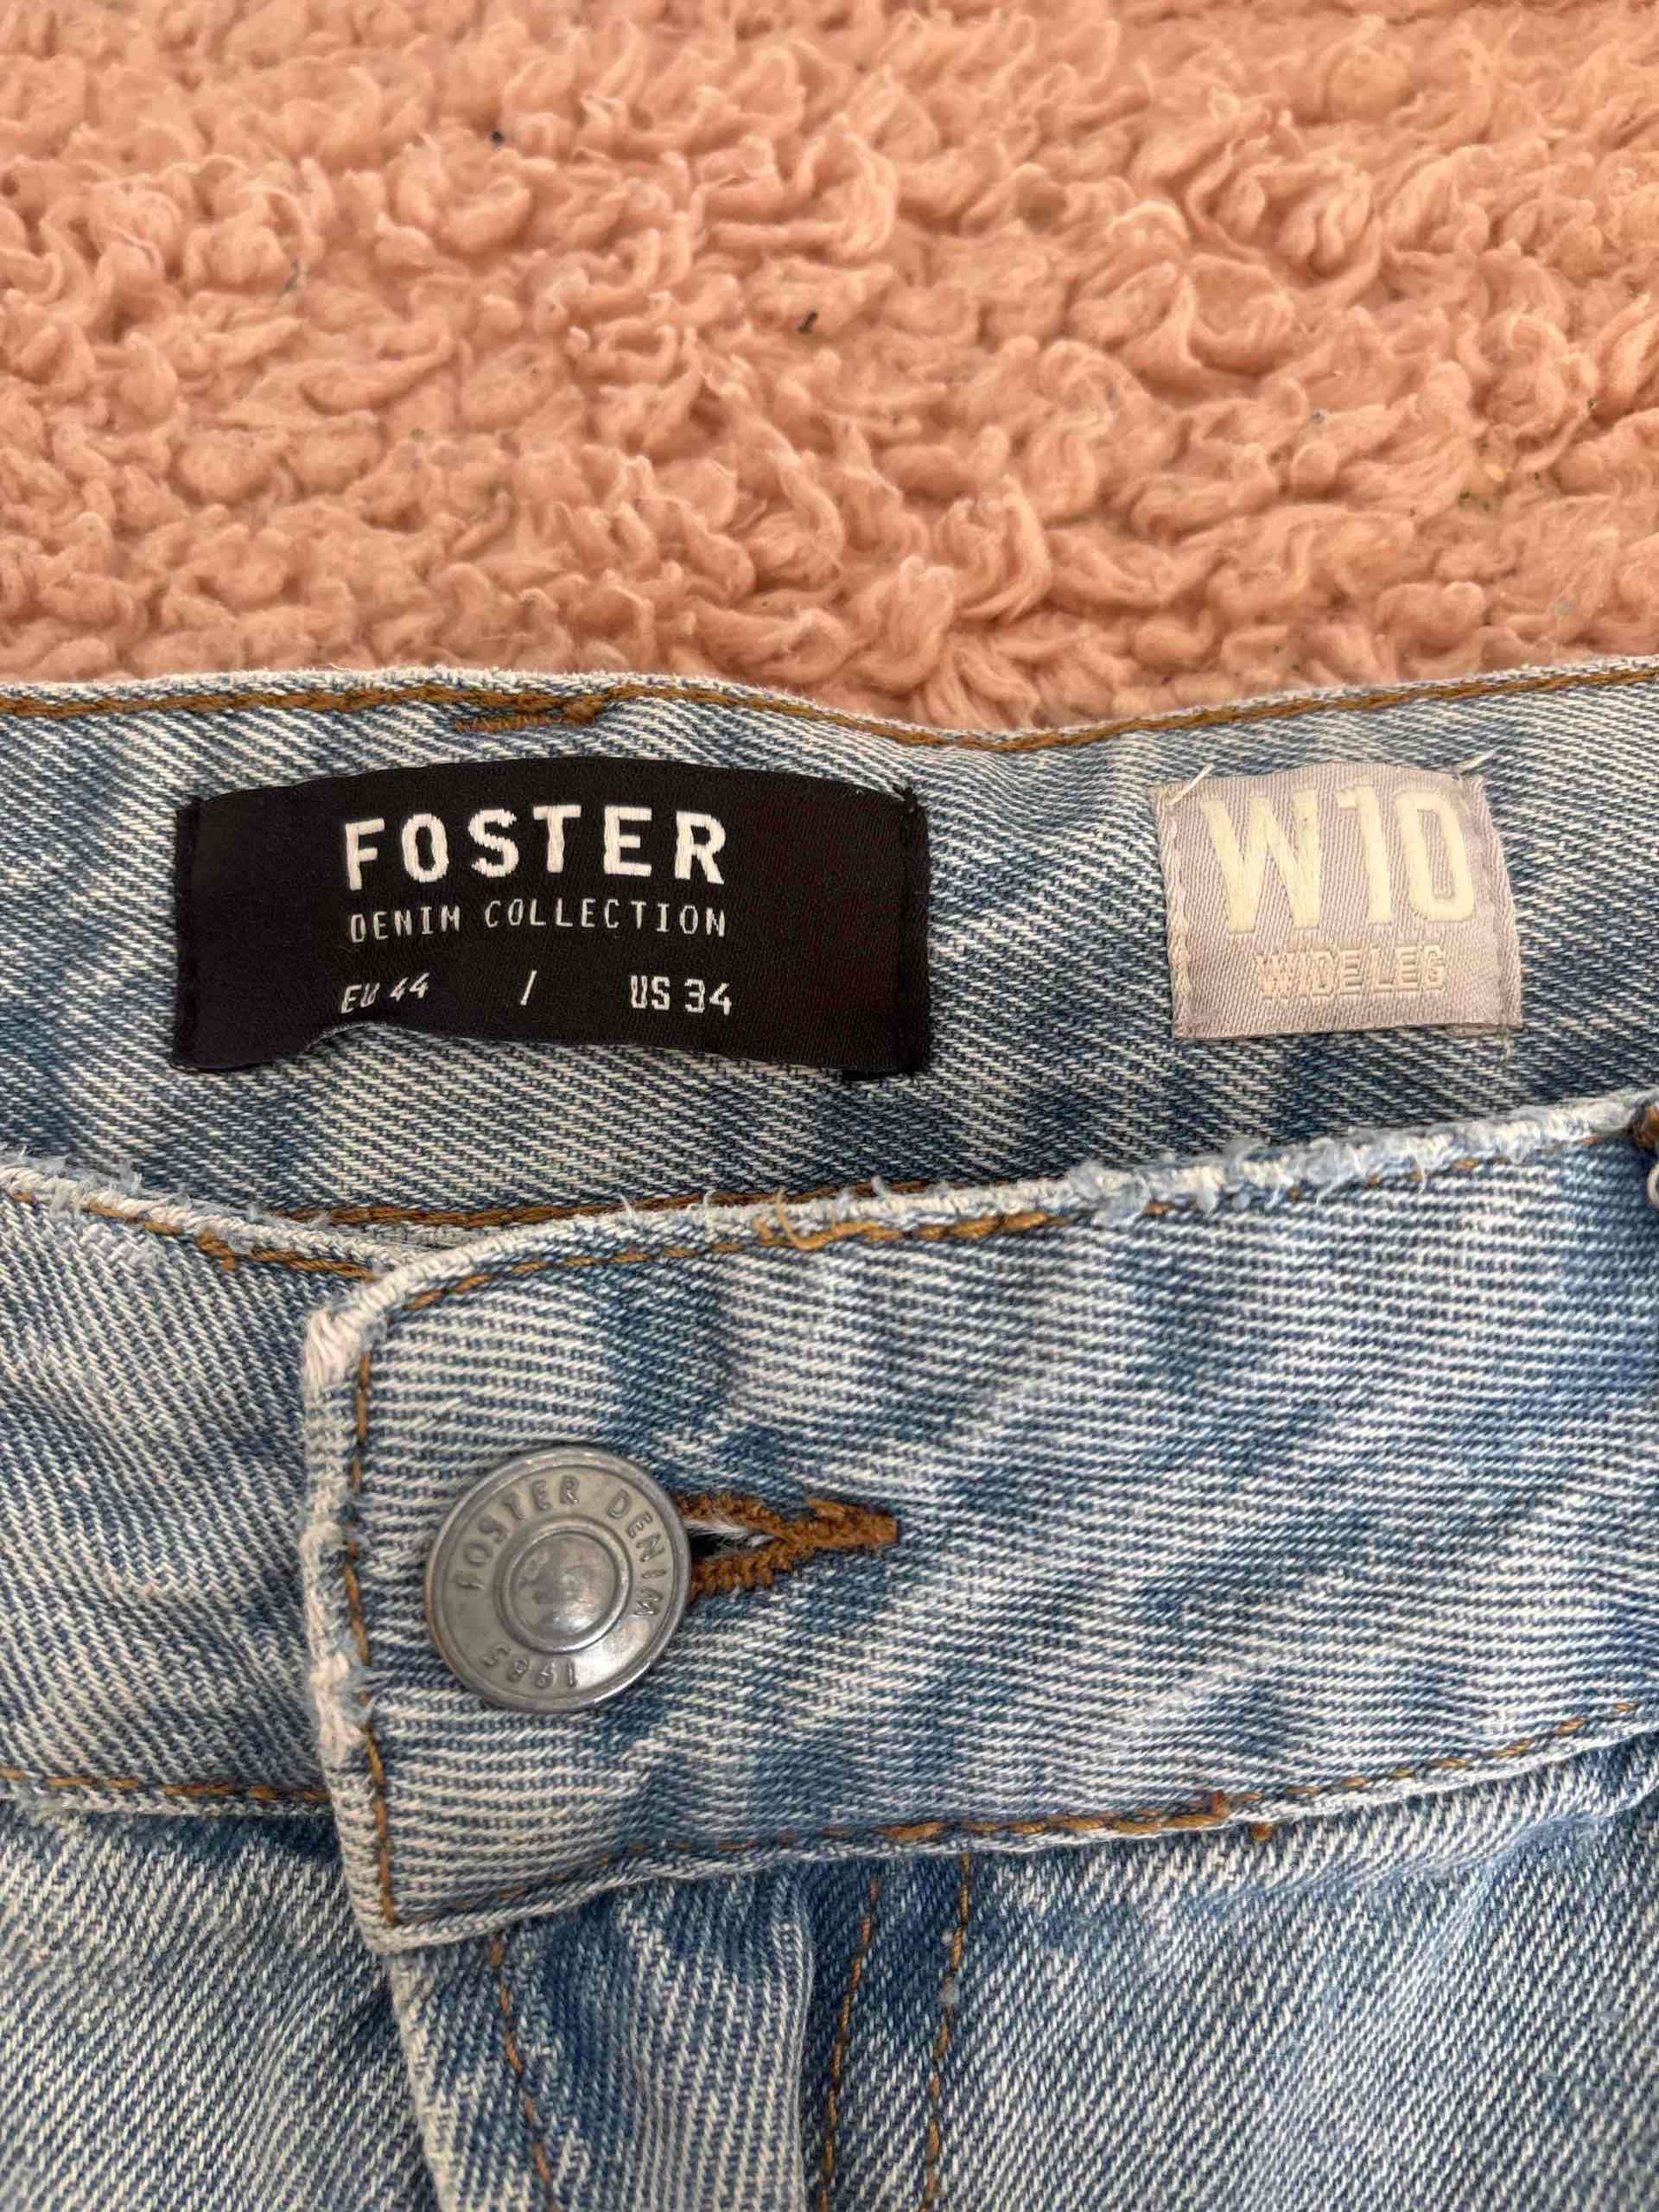 FOSTER
DENIM COLLECTION
EU 44 / US 34
W10
WIDE LEG
FOSTER DENIM
1985